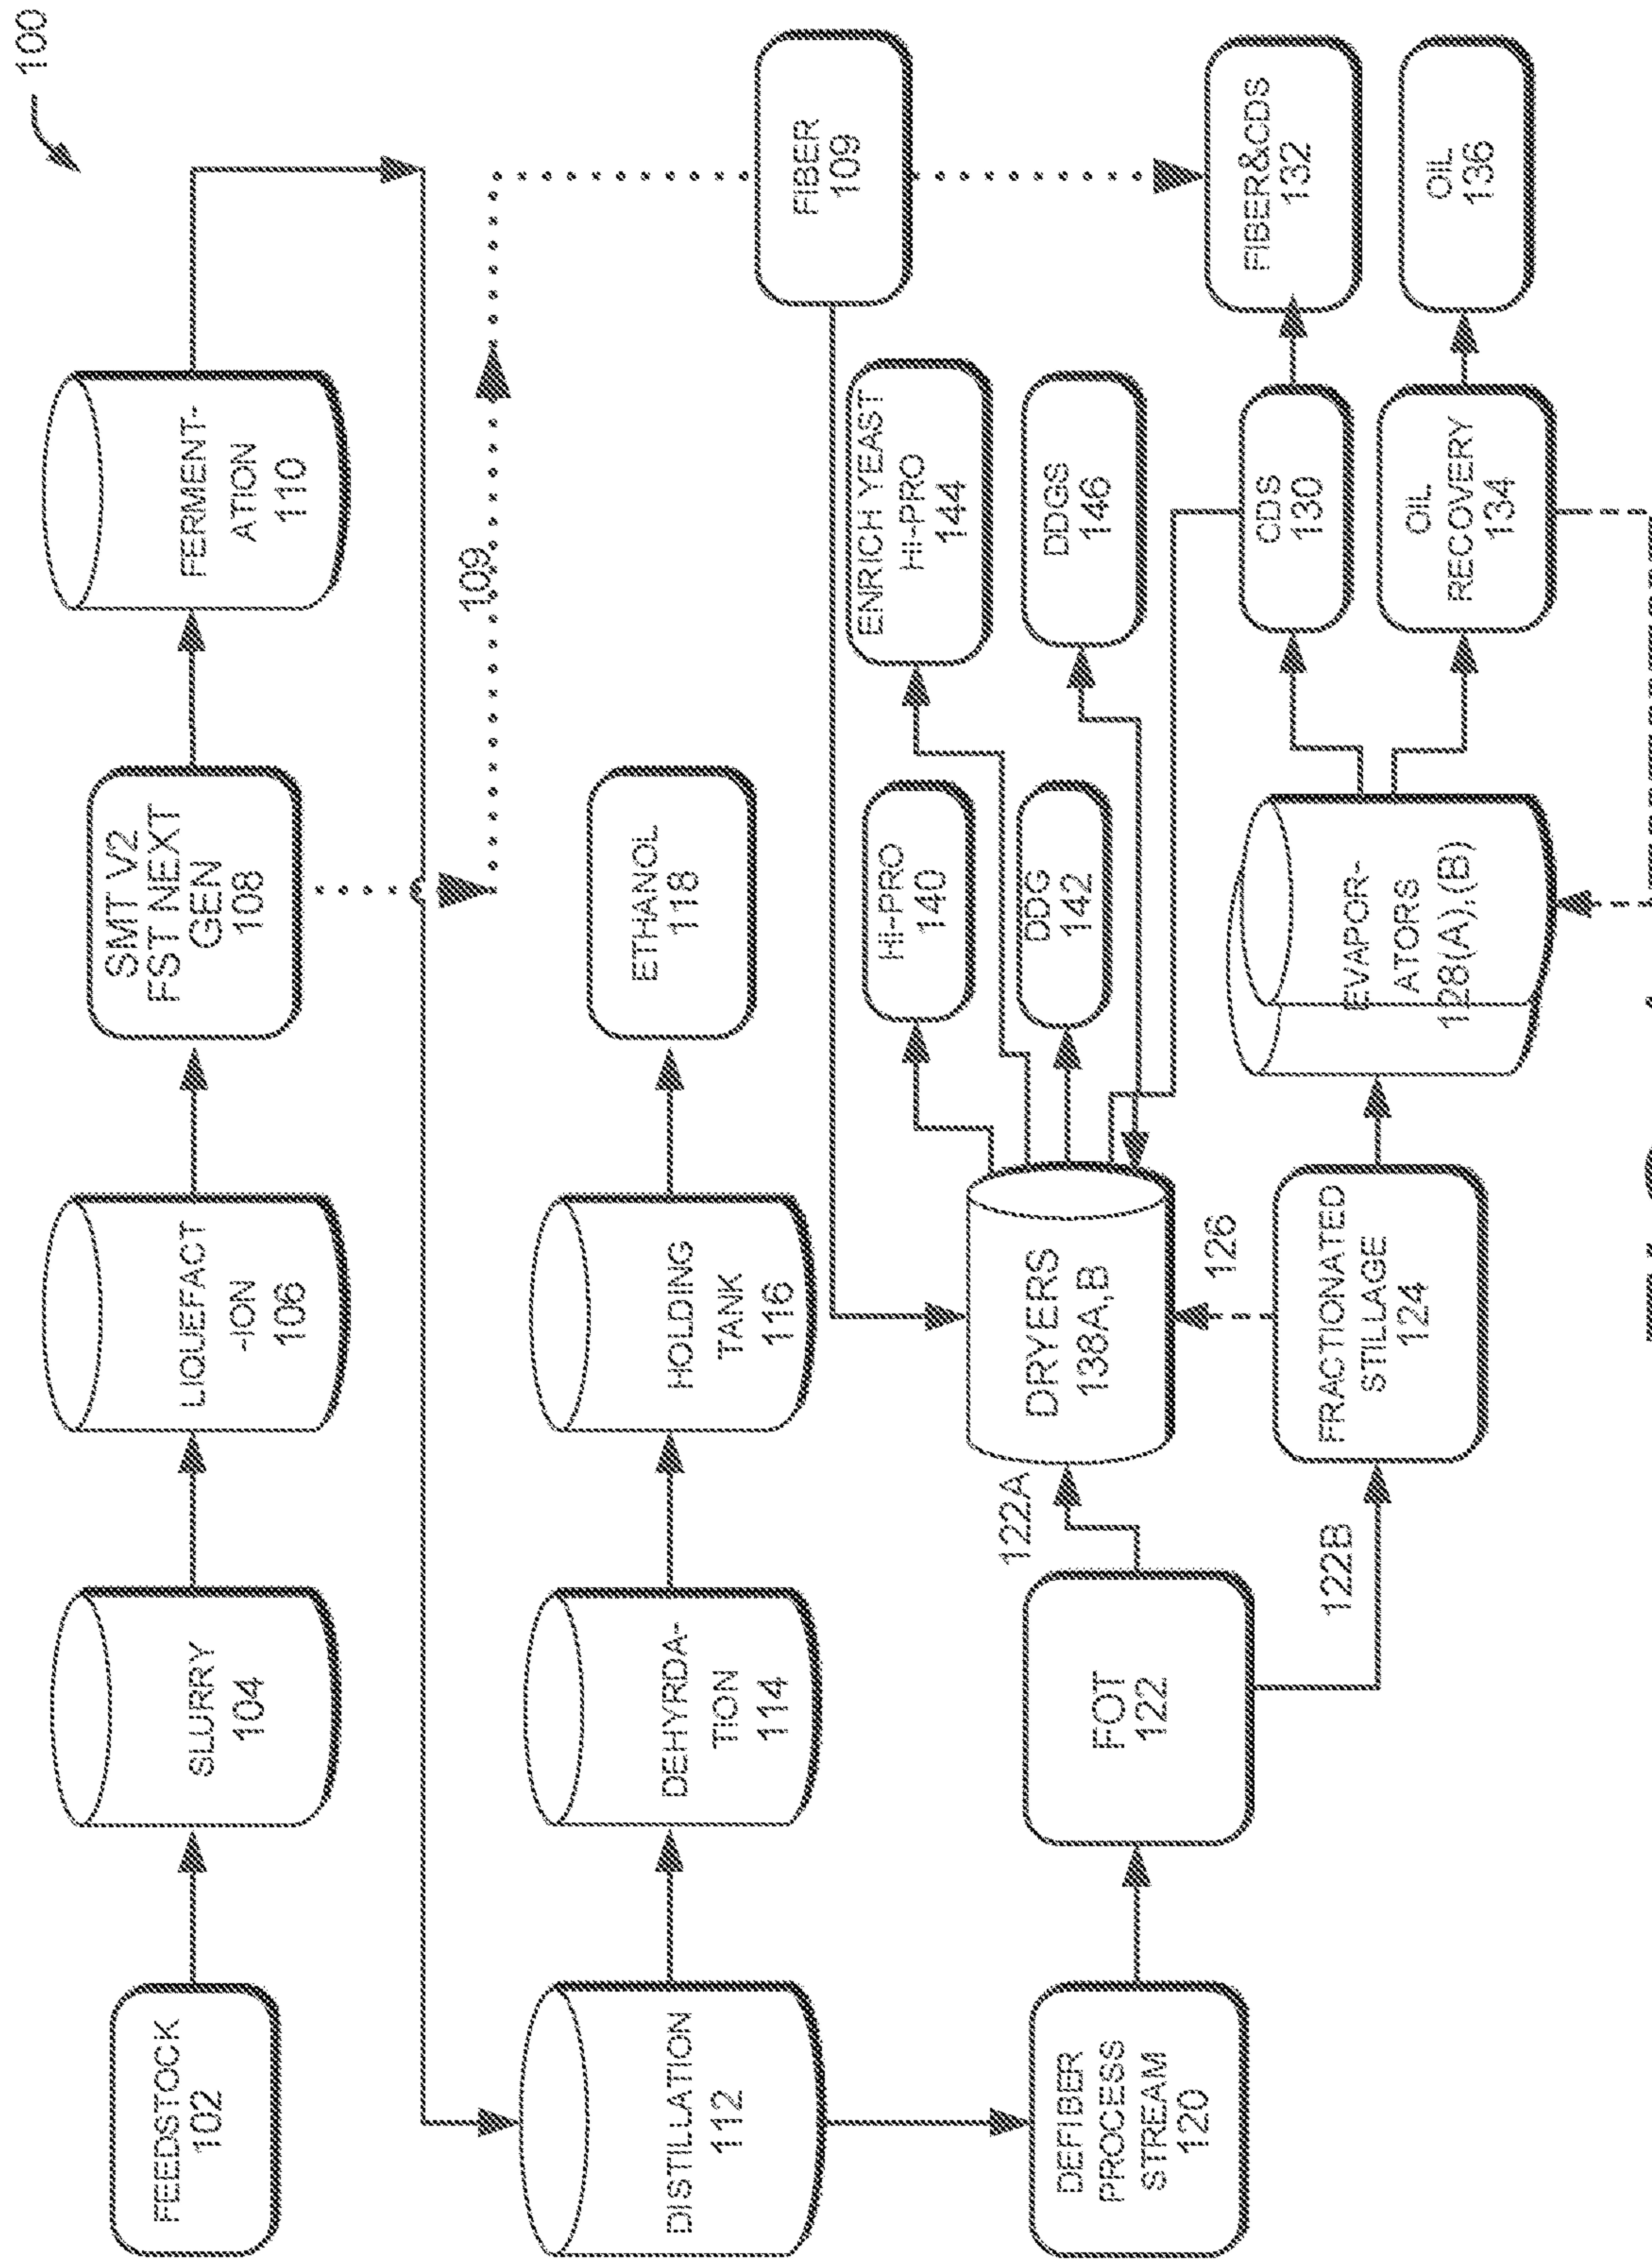 100
FEEDSTOCK
102
SLURRY
104
LIQUEFACT
-ION
106
SMT V2
FST NEXT
GEN
108
FERMENT-
ATION
110
109
DISTILLATION
112
DEHYRDA-
TION
114
HOLDING
TANK
116
ETHANOL
118
FIBER
109
DEFIBER
PROCESS
STREAM
120
FOT
122
122A
122B
DRYERS
138A,B
126
FRACTIONATED
STILLAGE
124
HI-PRO
140
DDG
142
ENRICH YEAST
HI-PRO
144
DDGS
146
EVAPOR-
ATORS
128(A),(B)
CDS
130
FIBER&CDS
132
OIL
RECOVERY
134
OIL
136